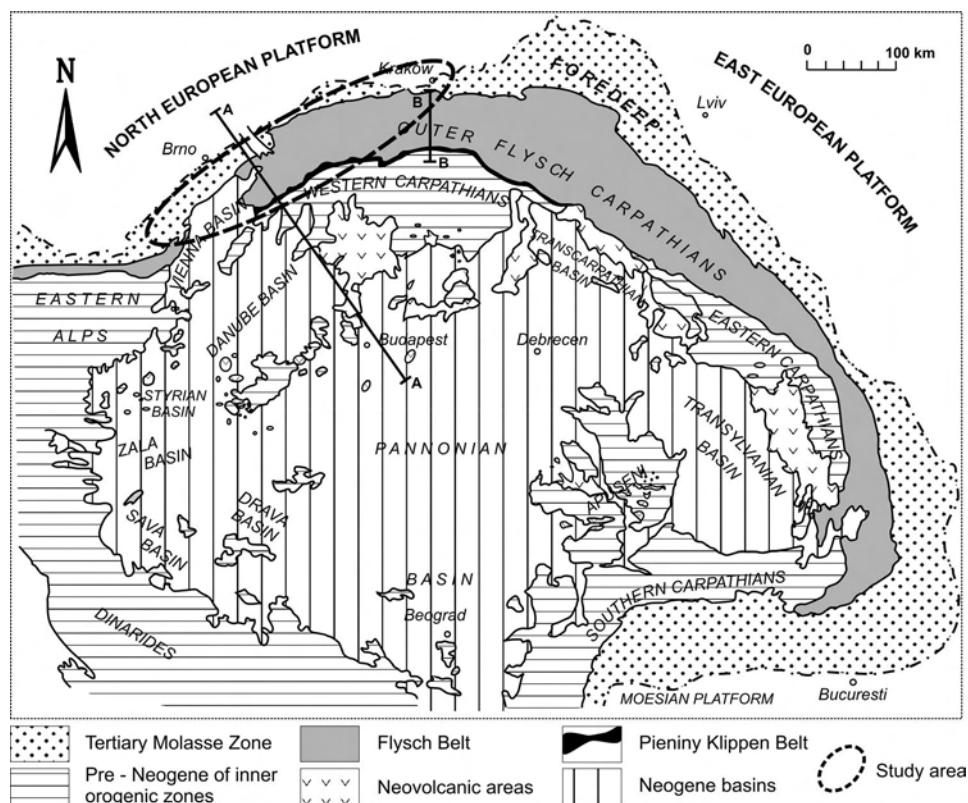 NORTH EUROPEAN PLATFORM
EAST EUROPEAN PLATFORM
0 100 km
N
Kraków
FOREDEEP
Lviv
A
B
Brno
OUTER FLYSCH CARPATHIANS
B
WESTERN CARPATHIANS
VIENNA BASIN
TRANSCARPATHIAN
BASIN
DANUBE BASIN
EASTERN
ALPS
EASTERN CARPATHIANS
Budapest
Debrecen
A
STYRIAN
BASIN
TRANSYLVANIAN
BASIN
ZALA
BASIN
PANNONIAN
APUSENI
DRAVA
BASIN
SAVA
BASIN
BASIN
Beograd
SOUTHERN CARPATHIANS
DINARIDES
MOESIAN PLATFORM
Bucuresti
Tertiary Molasse Zone
Flysch Belt
Pieniny Klippen Belt
Study area
Pre - Neogene of inner
orogenic zones
Neovolcanic areas
Neogene basins